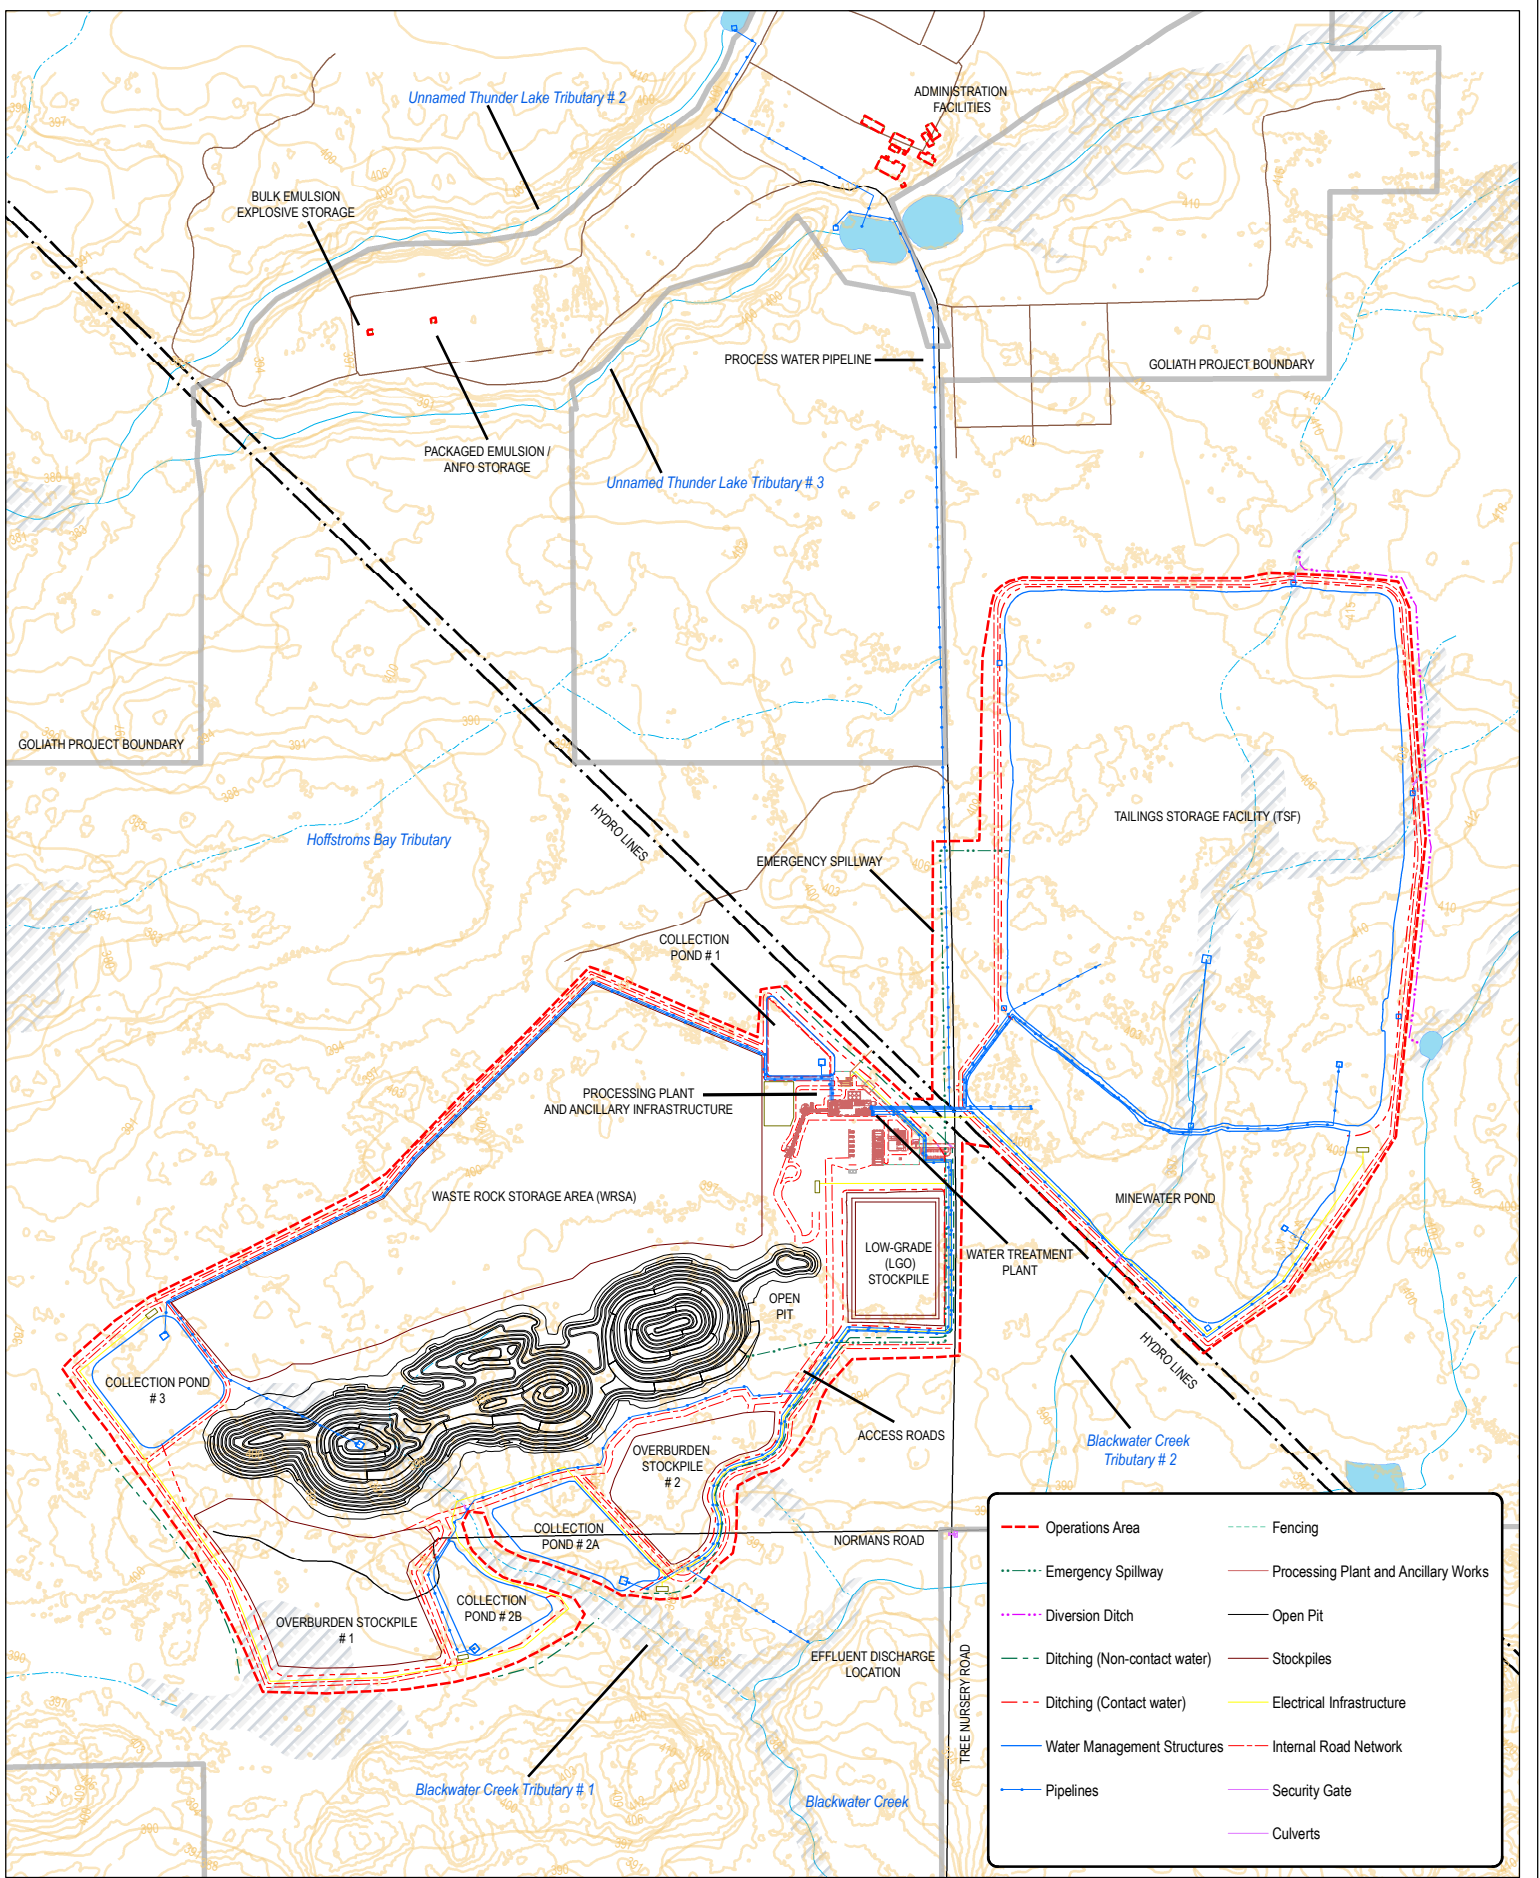 Unnamed Thunder Lake Tributary # 2
ADMINISTRATION
FACILITIES
BULK EMULSION
EXPLOSIVE STORAGE
PROCESS WATER PIPELINE
GOLIATH PROJECT BOUNDARY
PACKAGED EMULSION /
ANFO STORAGE
Unnamed Thunder Lake Tributary # 3
GOLIATH PROJECT BOUNDARY
HYDRO LINES
Hoffstroms Bay Tributary
TAILINGS STORAGE FACILITY (TSF)
EMERGENCY SPILLWAY
COLLECTION
POND # 1
PROCESSING PLANT
AND ANCILLARY INFRASTRUCTURE
WASTE ROCK STORAGE AREA (WRSA)
MINEWATER POND
LOW-GRADE
(LGO)
STOCKPILE
WATER TREATMENT
PLANT
OPEN
PIT
HYDRO LINES
COLLECTION POND
# 3
ACCESS ROADS
OVERBURDEN
STOCKPILE
# 2
Blackwater Creek
Tributary # 2
COLLECTION
POND # 2A
NORMANS ROAD
COLLECTION
POND # 2B
OVERBURDEN STOCKPILE
# 1
EFFLUENT DISCHARGE
LOCATION
TREE NURSERY ROAD
Blackwater Creek Tributary # 1
Blackwater Creek
Operations Area
Emergency Spillway
Diversion Ditch
Ditching (Non-contact water)
Ditching (Contact water)
Water Management Structures
Pipelines
Fencing
Processing Plant and Ancillary Works
Open Pit
Stockpiles
Electrical Infrastructure
Internal Road Network
Security Gate
Culverts